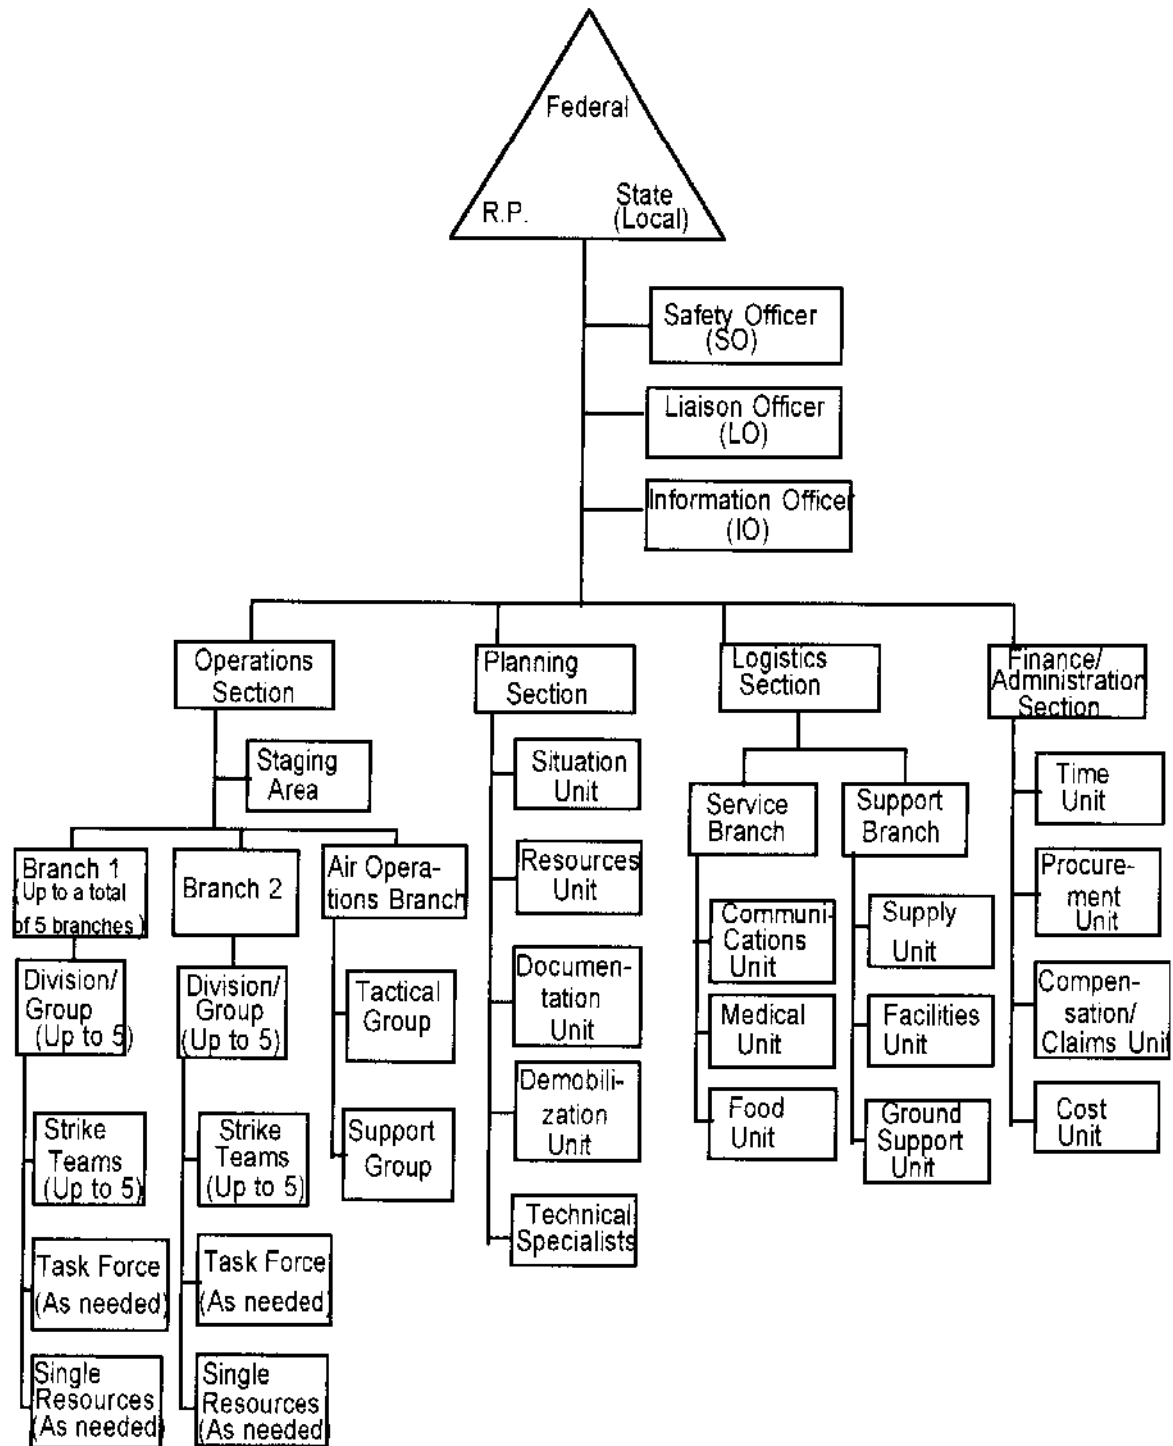 Federal
R.P.
State
(Local)
Safety Officer
(SO)
Liaison Officer
(LO)
Information Officer
(IO)
Operations
Section
Staging
Area
Branch 1
(Up to a total
of 5 branches)
Division/
Group
(Up to 5)
Strike
Teams
(Up to 5)
Task Force
(As needed)
Single
Resources
(As needed)
Branch 2
Division/
Group
(Up to 5)
Strike
Teams
(Up to 5)
Task Force
(As needed)
Single
Resources
(As needed)
Air Opera-
tions Branch
Tactical
Group
Support
Group
Planning
Section
Situation
Unit
Resources
Unit
Documen-
tation
Unit
Demobili-
zation
Unit
Technical
Specialists
Logistics
Section
Service
Branch
Communi-
Cations
Unit
Medical
Unit
Food
Unit
Support
Branch
Supply
Unit
Facilities
Unit
Ground
Support
Unit
Finance/
Administration
Section
Time
Unit
Procure-
ment
Unit
Compen-
sation/
Claims Unit
Cost
Unit